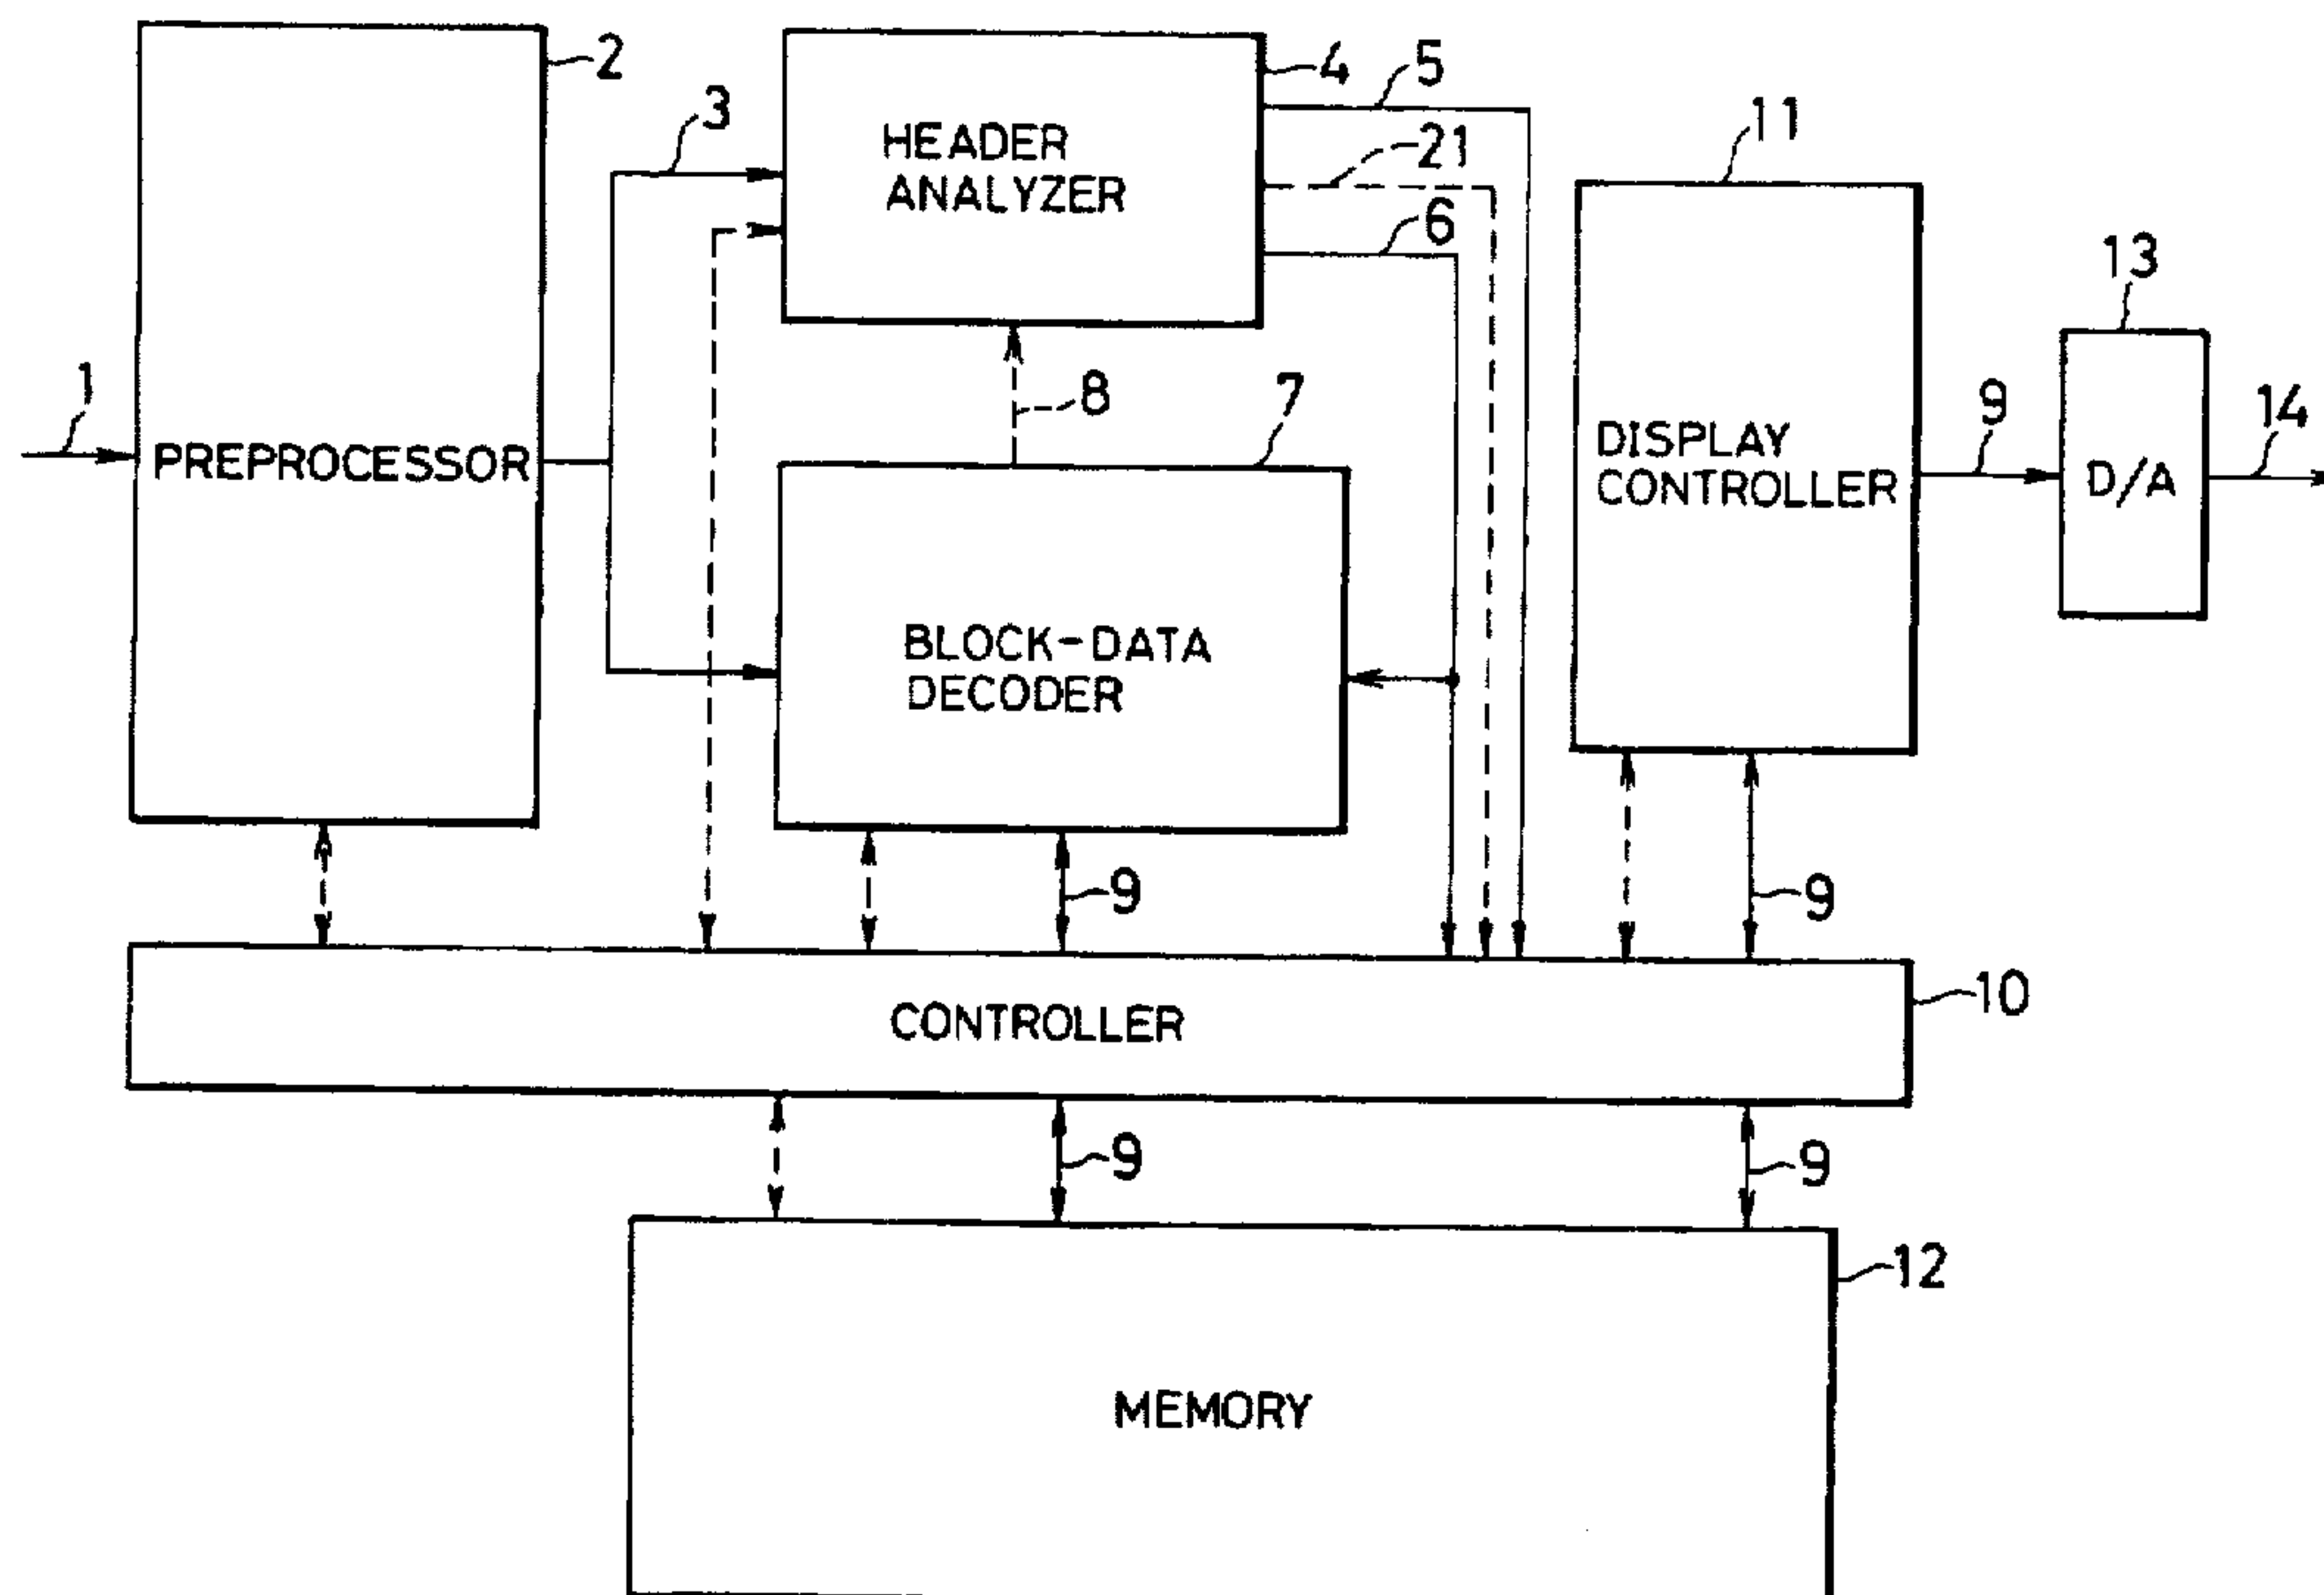 1
PREPROCESSOR
2
3
HEADER
ANALYZER
4
5
21
6
8
7
BLOCK-DATA
DECODER
9
11
DISPLAY
CONTROLLER
9
9
13
D/A
14
CONTROLLER
10
9
9
MEMORY
12